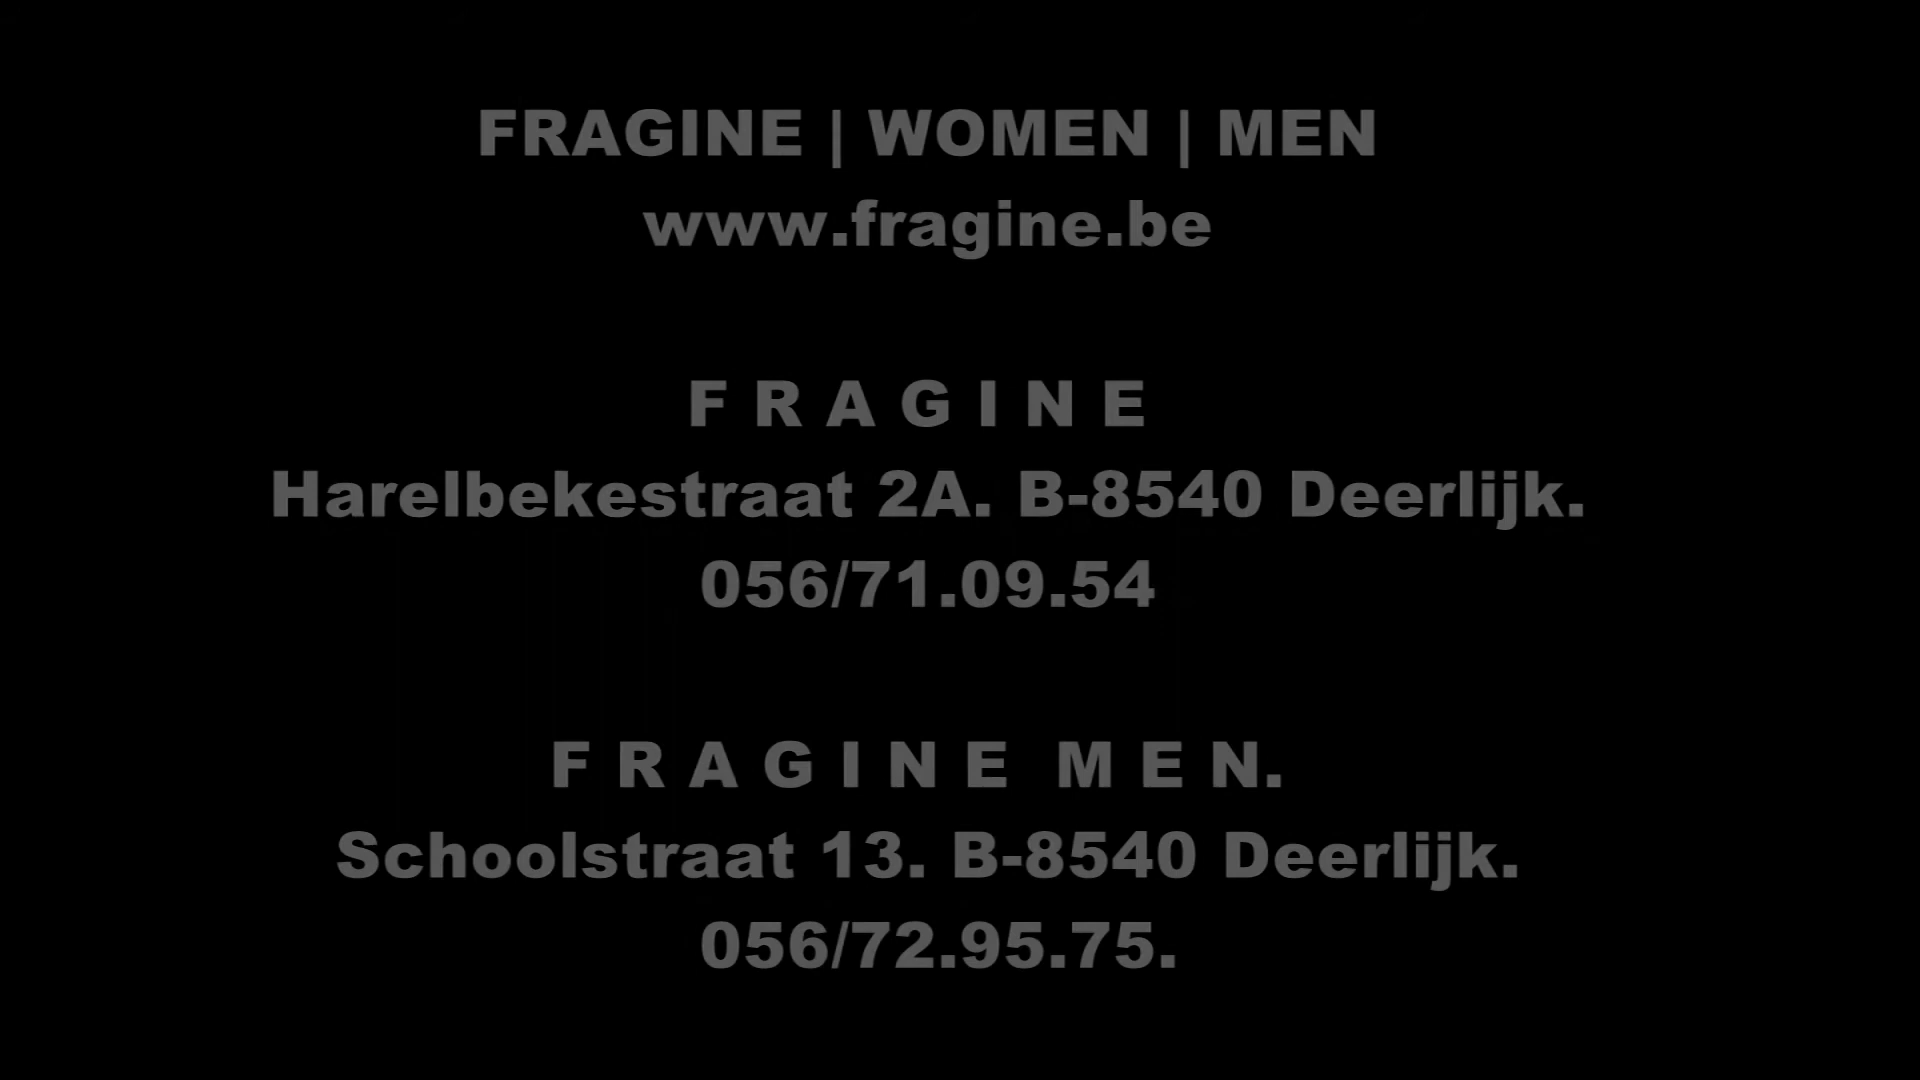 FRAGINE | WOMEN | MEN
www.fragine.be
F R A G I N E
Harelbekestraat 2A. B-8540 Deerlijk.
056/71.09.54
F R A G I N E  M E N.
Schoolstraat 13. B-8540 Deerlijk.
056/72.95.75.